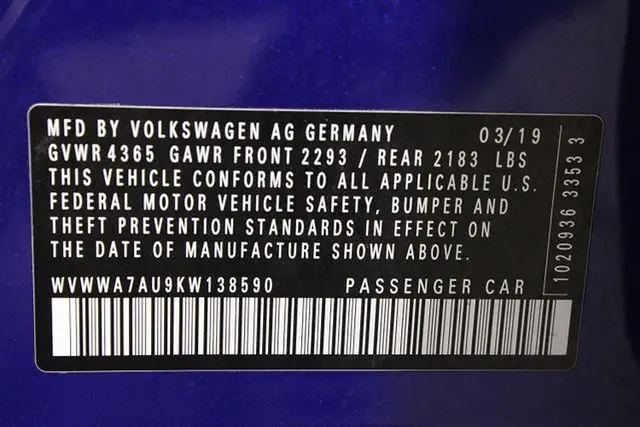 MFD BY VOLKSWAGEN AG GERMANY 03/19
GVWR 4365 GAWR FRONT 2293 / REAR 2183 LBS
THIS VEHICLE CONFORMS TO ALL APPLICABLE U.S.
FEDERAL MOTOR VEHICLE SAFETY, BUMPER AND
THEFT PREVENTION STANDARDS IN EFFECT ON
THE DATE OF MANUFACTURE SHOWN ABOVE.
WVWWA7AU9KW138590 PASSENGER CAR
1020936 3353 3